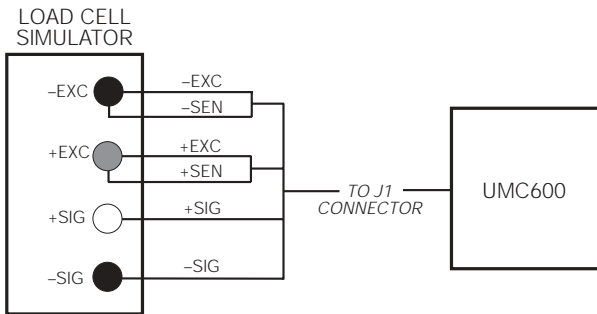 LOAD CELL
SIMULATOR
–EXC
–EXC
–SEN
+EXC
+EXC
+SEN
+SIG
+SIG
–SIG
–SIG
TO J1
CONNECTOR
UMC600